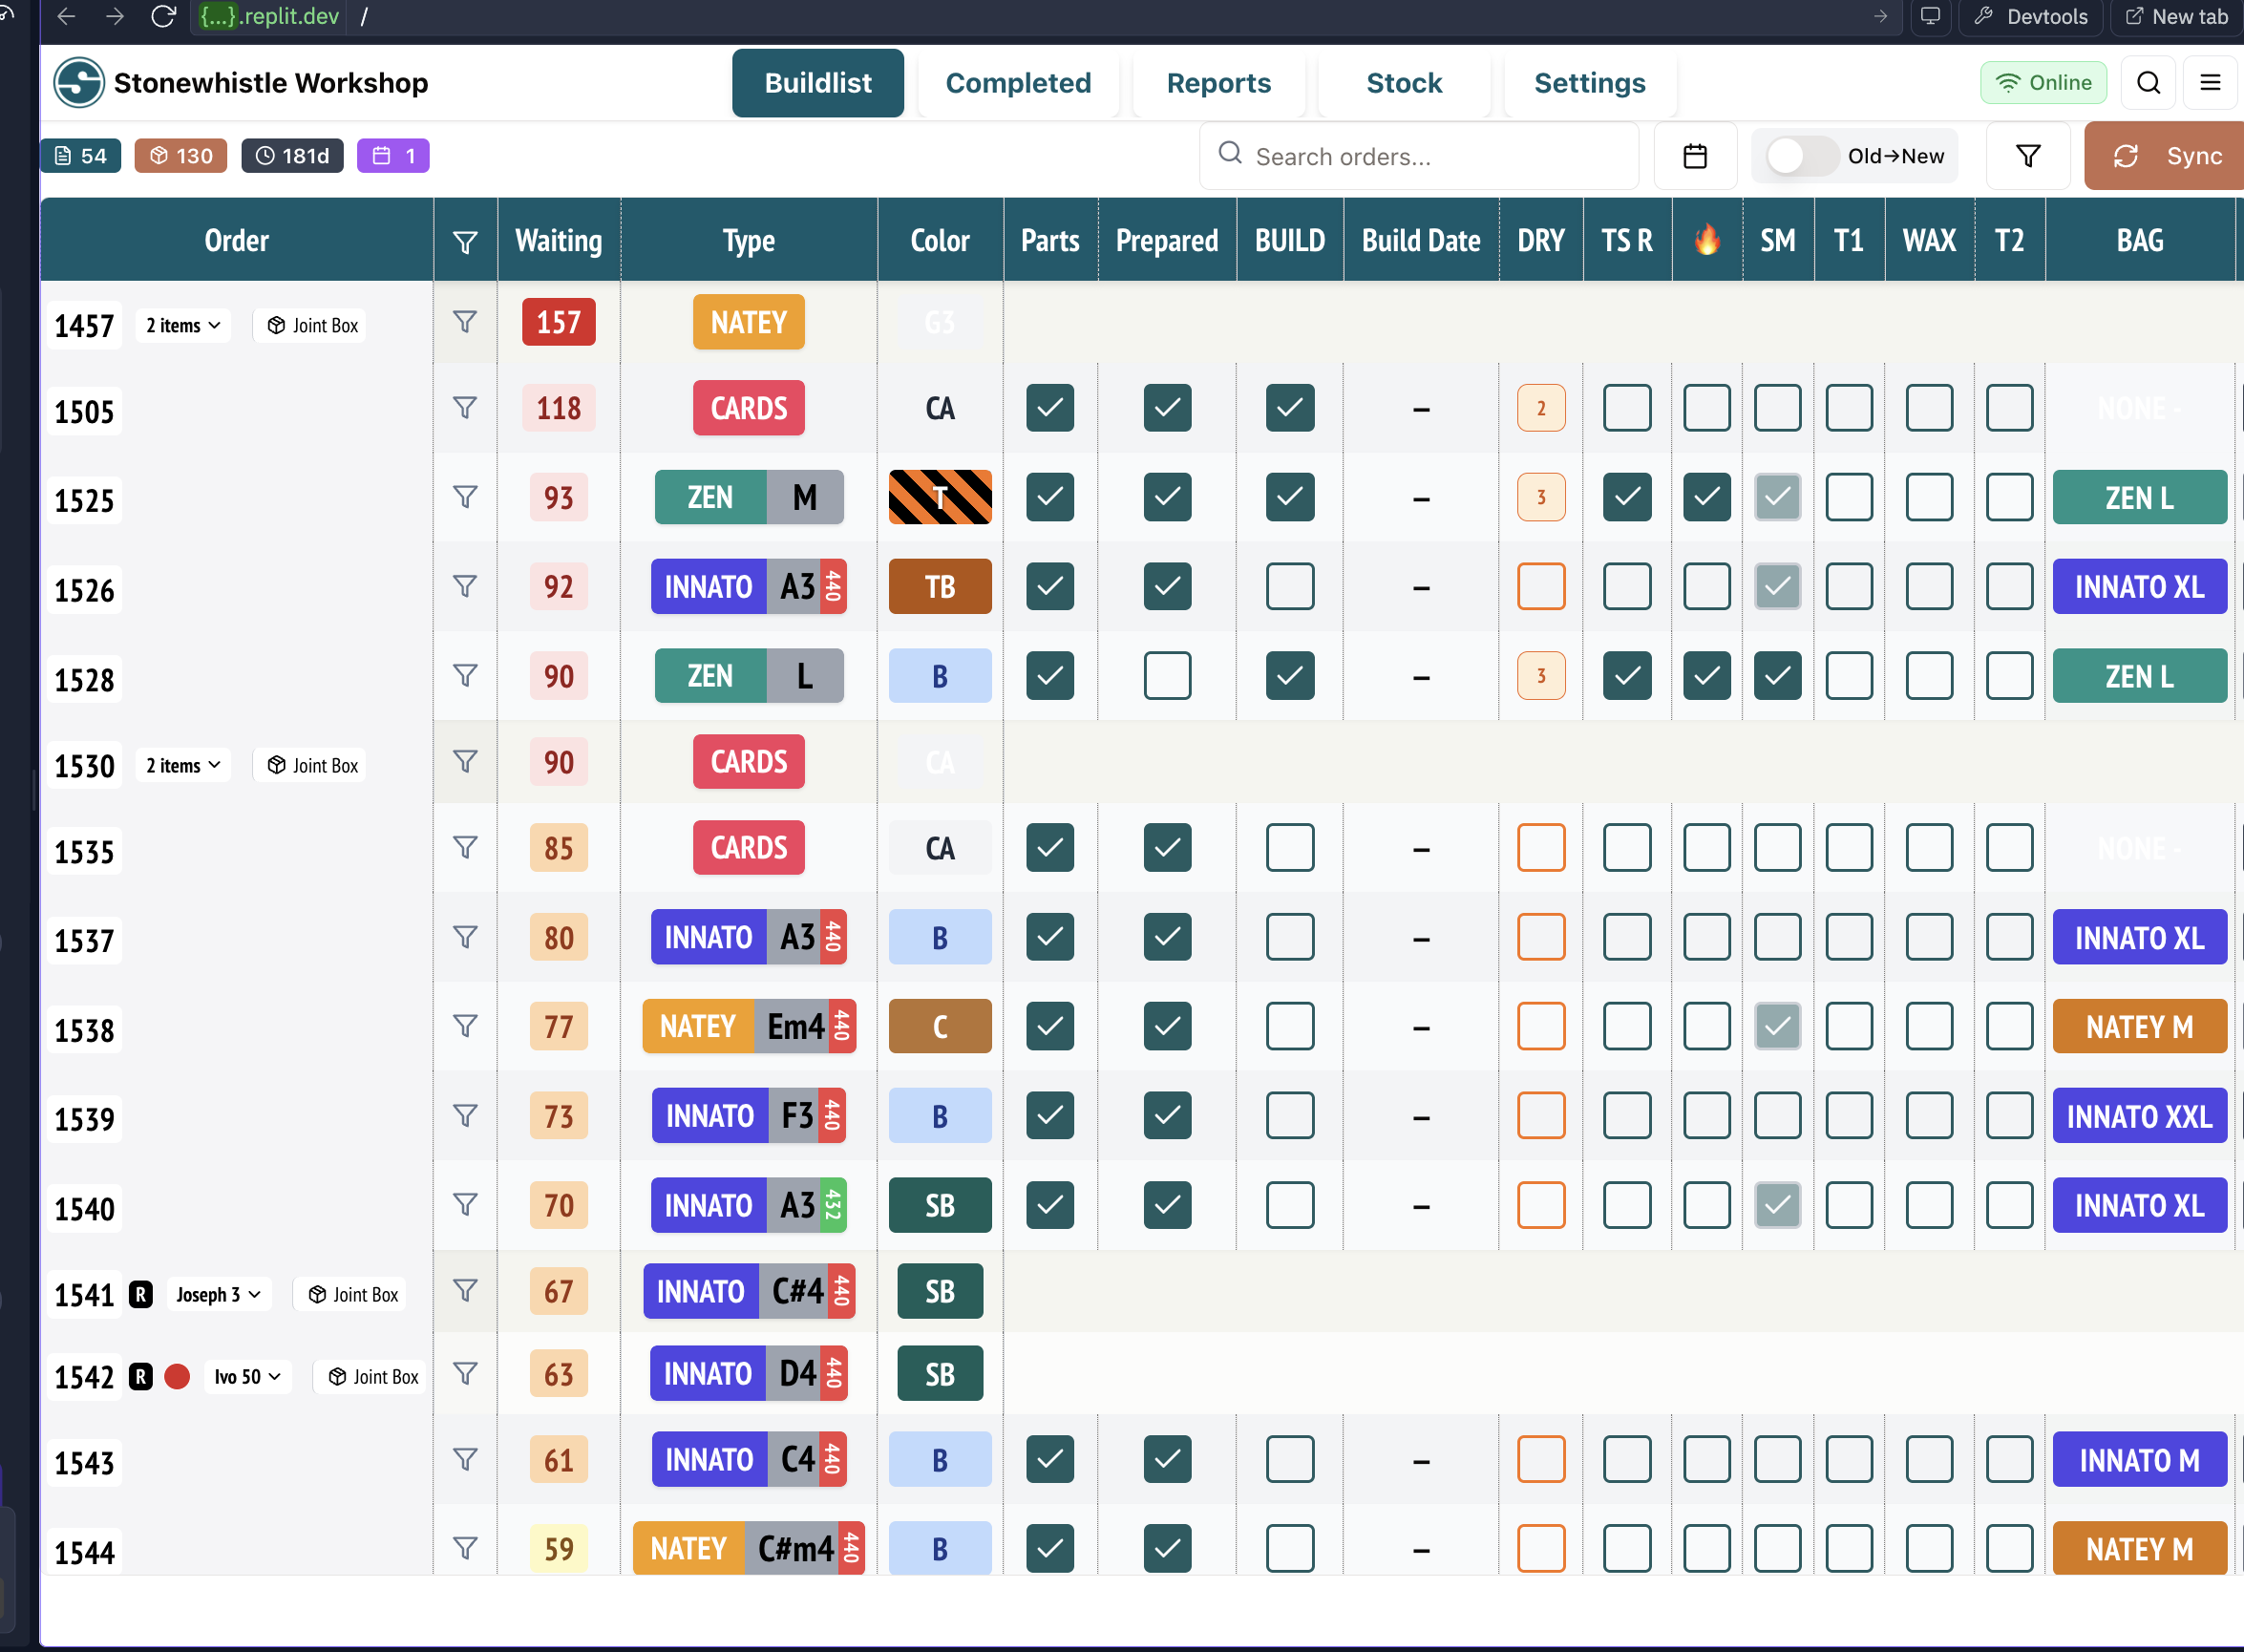 {...}.replit.dev / Devtools New tab
Stonewhistle Workshop Buildlist Completed Reports Stock Settings Online
54 130 181d 1 Search orders... Old→New Sync
Order Waiting Type Color Parts Prepared BUILD Build Date DRY TS R 🔥 SM T1 WAX T2 BAG
1457 2 items Joint Box 157 NATEY G3
1505 118 CARDS CA – 2 NONE -
1525 93 ZEN M T – 3 ZEN L
1526 92 INNATO A3 440 TB – INNATO XL
1528 90 ZEN L B – 3 ZEN L
1530 2 items Joint Box 90 CARDS CA
1535 85 CARDS CA – NONE -
1537 80 INNATO A3 440 B – INNATO XL
1538 77 NATEY Em4 440 C – NATEY M
1539 73 INNATO F3 440 B – INNATO XXL
1540 70 INNATO A3 432 SB – INNATO XL
1541 R Joseph 3 Joint Box 67 INNATO C#4 440 SB
1542 R Ivo 50 Joint Box 63 INNATO D4 440 SB
1543 61 INNATO C4 440 B – INNATO M
1544 59 NATEY C#m4 440 B – NATEY M